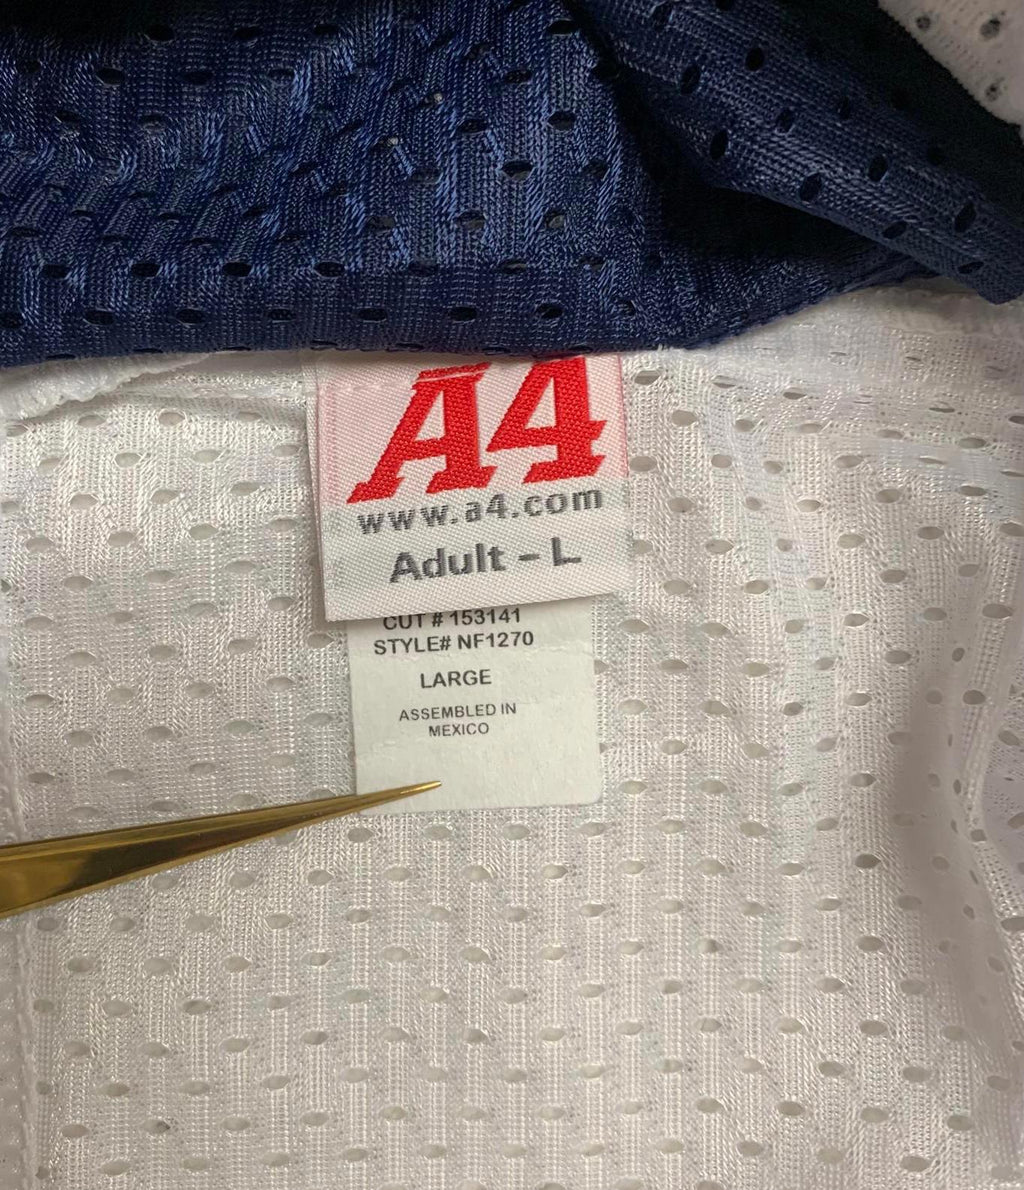 A4
www.a4.com
Adult - L
CUT # 153141
STYLE# NF1270
LARGE
ASSEMBLED IN
MEXICO